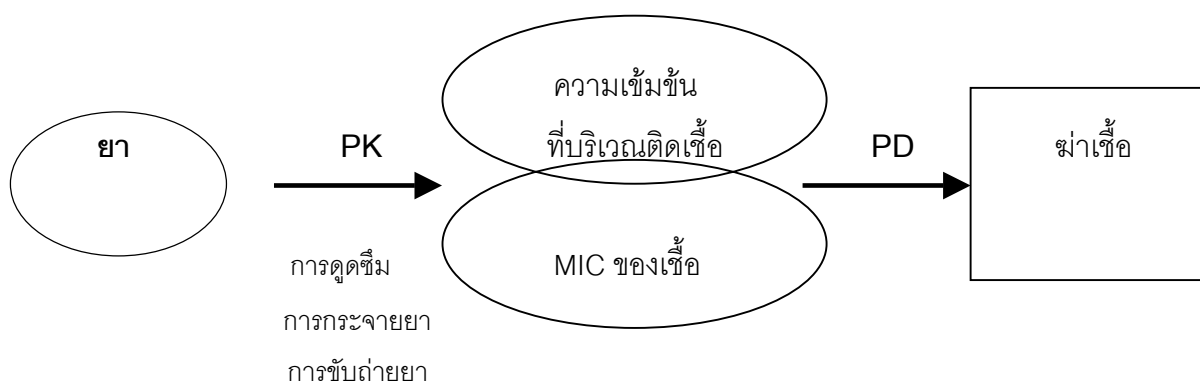 ยา
PK
การดูดซึม
การกระจายยา
การขับถ่ายยา
ความเข้มข้น
ที่บริเวณติดเชื้อ
MIC ของเชื้อ
PD
ฆ่าเชื้อ